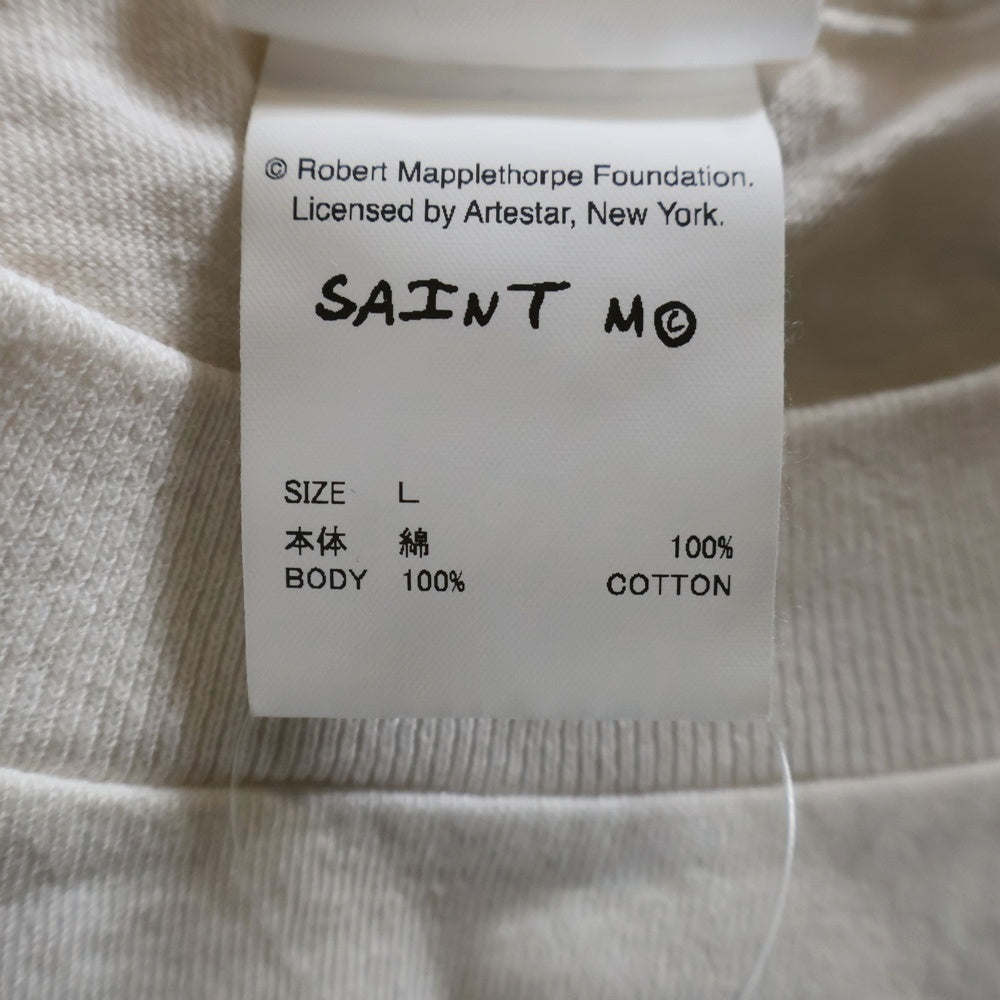 © Robert Mapplethorpe Foundation.
Licensed by Artestar, New York.
SAINT M©
SIZE L
本体 綿 100%
BODY 100% COTTON